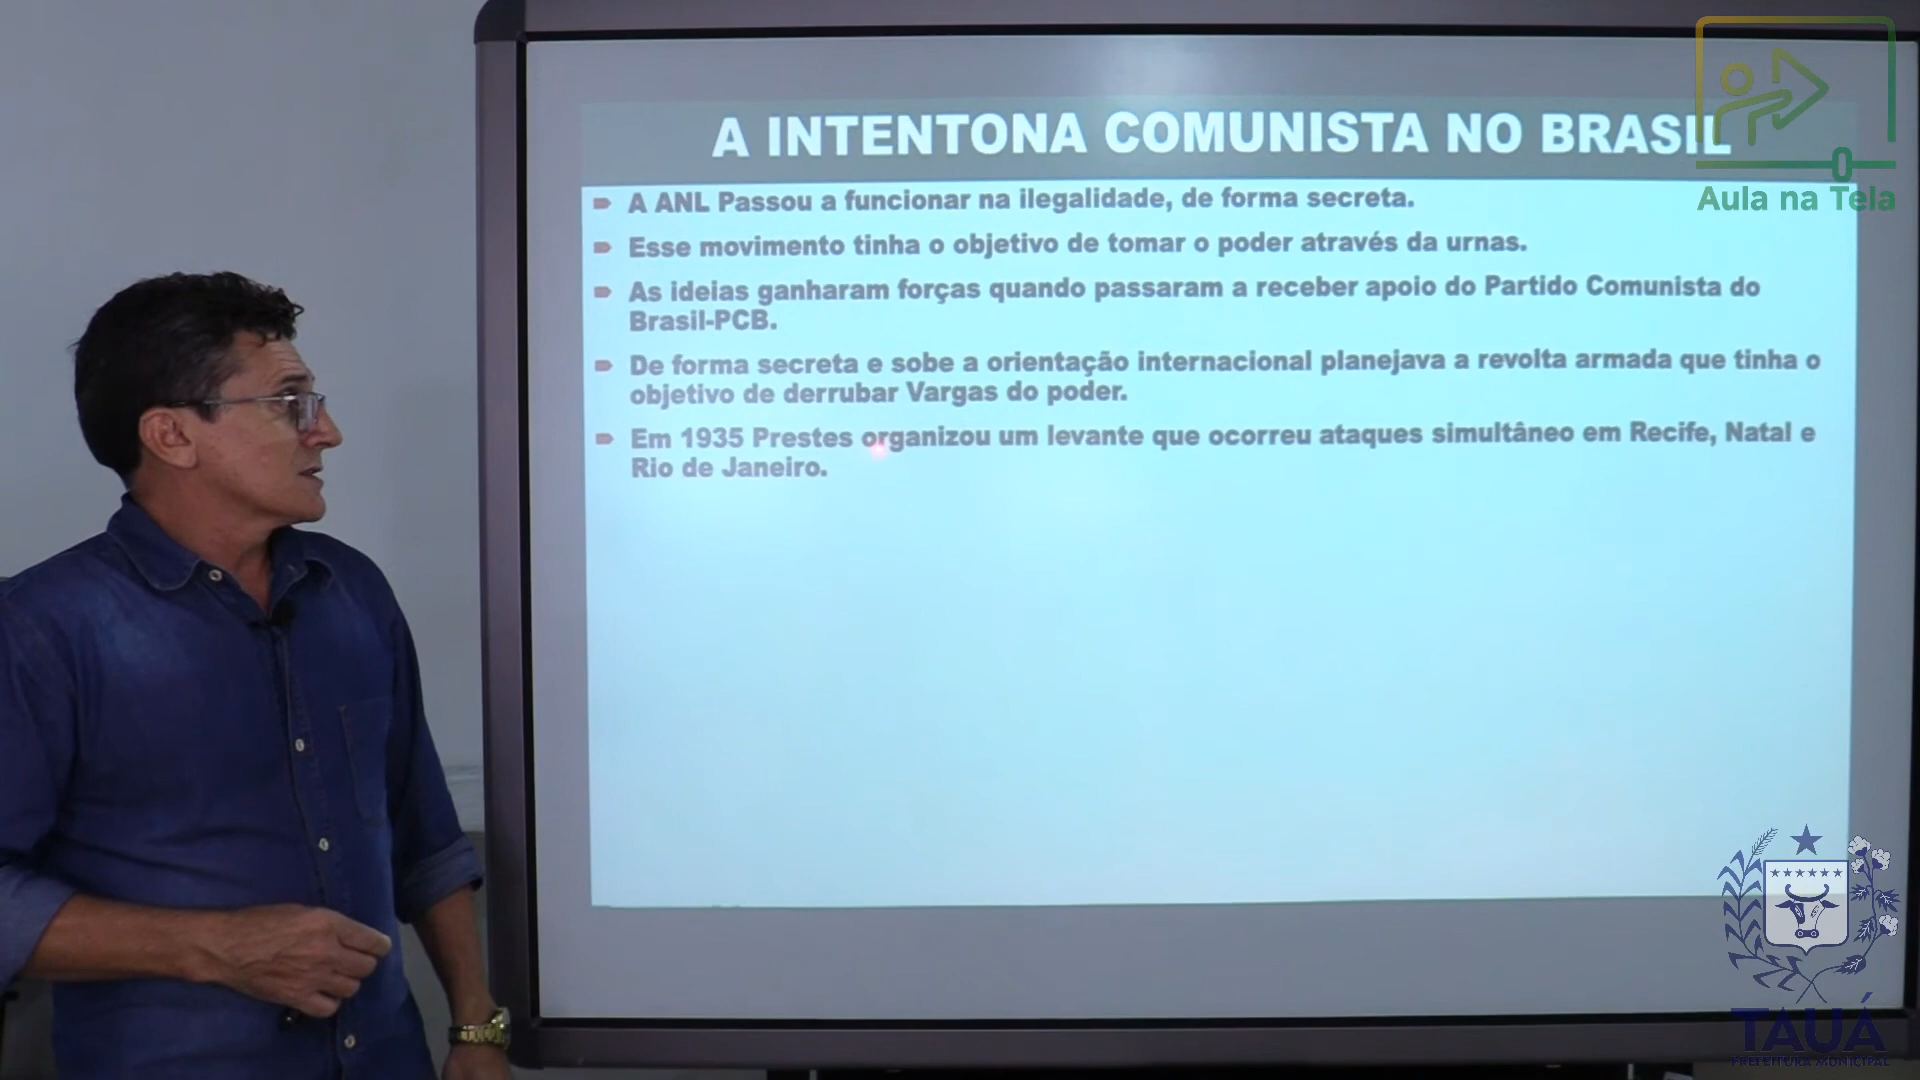 A INTENTONA COMUNISTA NO BRASIL
Aula na Tela
A ANL Passou a funcionar na ilegalidade, de forma secreta.
Esse movimento tinha o objetivo de tomar o poder através da urnas.
As ideias ganharam forças quando passaram a receber apoio do Partido Comunista do
Brasil-PCB.
De forma secreta e sobe a orientação internacional planejava a revolta armada que tinha o
objetivo de derrubar Vargas do poder.
Em 1935 Prestes organizou um levante que ocorreu ataques simultâneo em Recife, Natal e
Rio de Janeiro.
TAUÁ
PREFEITURA MUNICIPAL